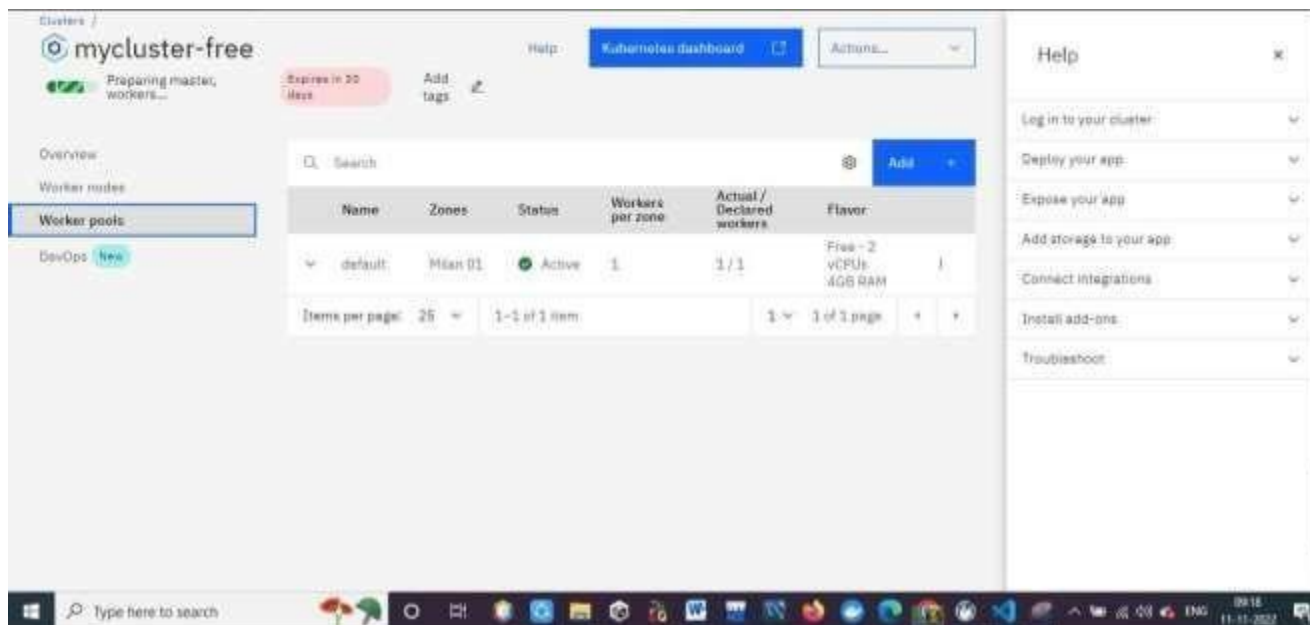 Clusters /
mycluster-free
Help
Kubernetes dashboard
Actions...
Preparing master,
workers...
Expires in 30
days
Add
tags
Overview
Worker nodes
Worker pools
DevOps New
Search
Add +
Name Zones Status Workers per zone Actual / Declared workers Flavor
default Milan 01 Active 1 1 / 1 Free - 2 vCPUs 4GB RAM
Items per page: 25 1-1 of 1 item 1 1 of 1 page
Help
Log in to your cluster
Deploy your app
Expose your app
Add storage to your app
Connect integrations
Install add-ons
Troubleshoot
Type here to search
ENG
09:18
11-11-2022